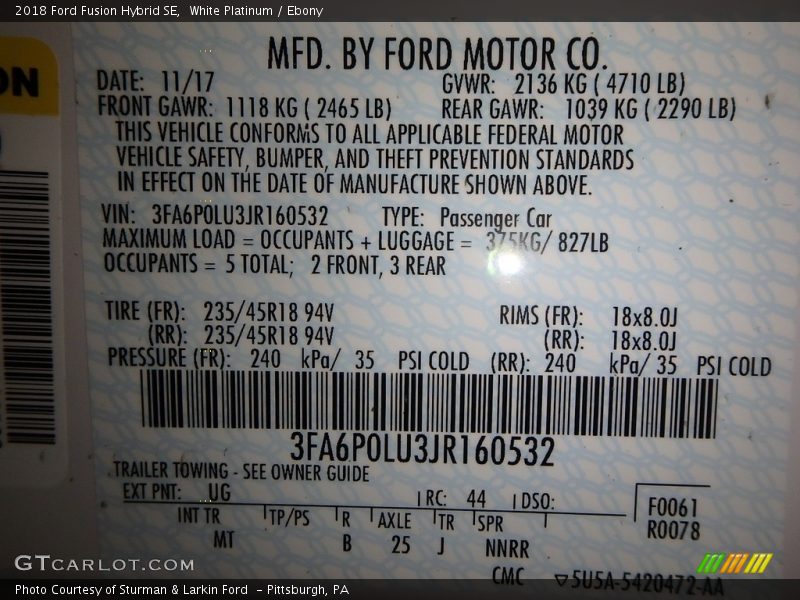 2018 Ford Fusion Hybrid SE, White Platinum / Ebony
ON
MFD. BY FORD MOTOR CO.
DATE: 11/17 GVWR: 2136 KG ( 4710 LB)
FRONT GAWR: 1118 KG ( 2465 LB) REAR GAWR: 1039 KG ( 2290 LB)
THIS VEHICLE CONFORMS TO ALL APPLICABLE FEDERAL MOTOR
VEHICLE SAFETY, BUMPER, AND THEFT PREVENTION STANDARDS
IN EFFECT ON THE DATE OF MANUFACTURE SHOWN ABOVE.
VIN: 3FA6P0LU3JR160532 TYPE: Passenger Car
MAXIMUM LOAD = OCCUPANTS + LUGGAGE = 375KG/ 827LB
OCCUPANTS = 5 TOTAL; 2 FRONT, 3 REAR
TIRE (FR): 235/45R18 94V RIMS (FR): 18x8.0J
(RR): 235/45R18 94V (RR): 18x8.0J
PRESSURE (FR): 240 kPa/ 35 PSI COLD (RR): 240 kPa/ 35 PSI COLD
3FA6P0LU3JR160532
TRAILER TOWING - SEE OWNER GUIDE
EXT PNT: UG RC: 44 DSO: F0061
INT TR TP/PS R AXLE TR SPR R0078
MT B 25 J NNRR
CMC ▽5U5A-5420472-AA
GTCARLOT.COM
Photo Courtesy of Sturman & Larkin Ford - Pittsburgh, PA